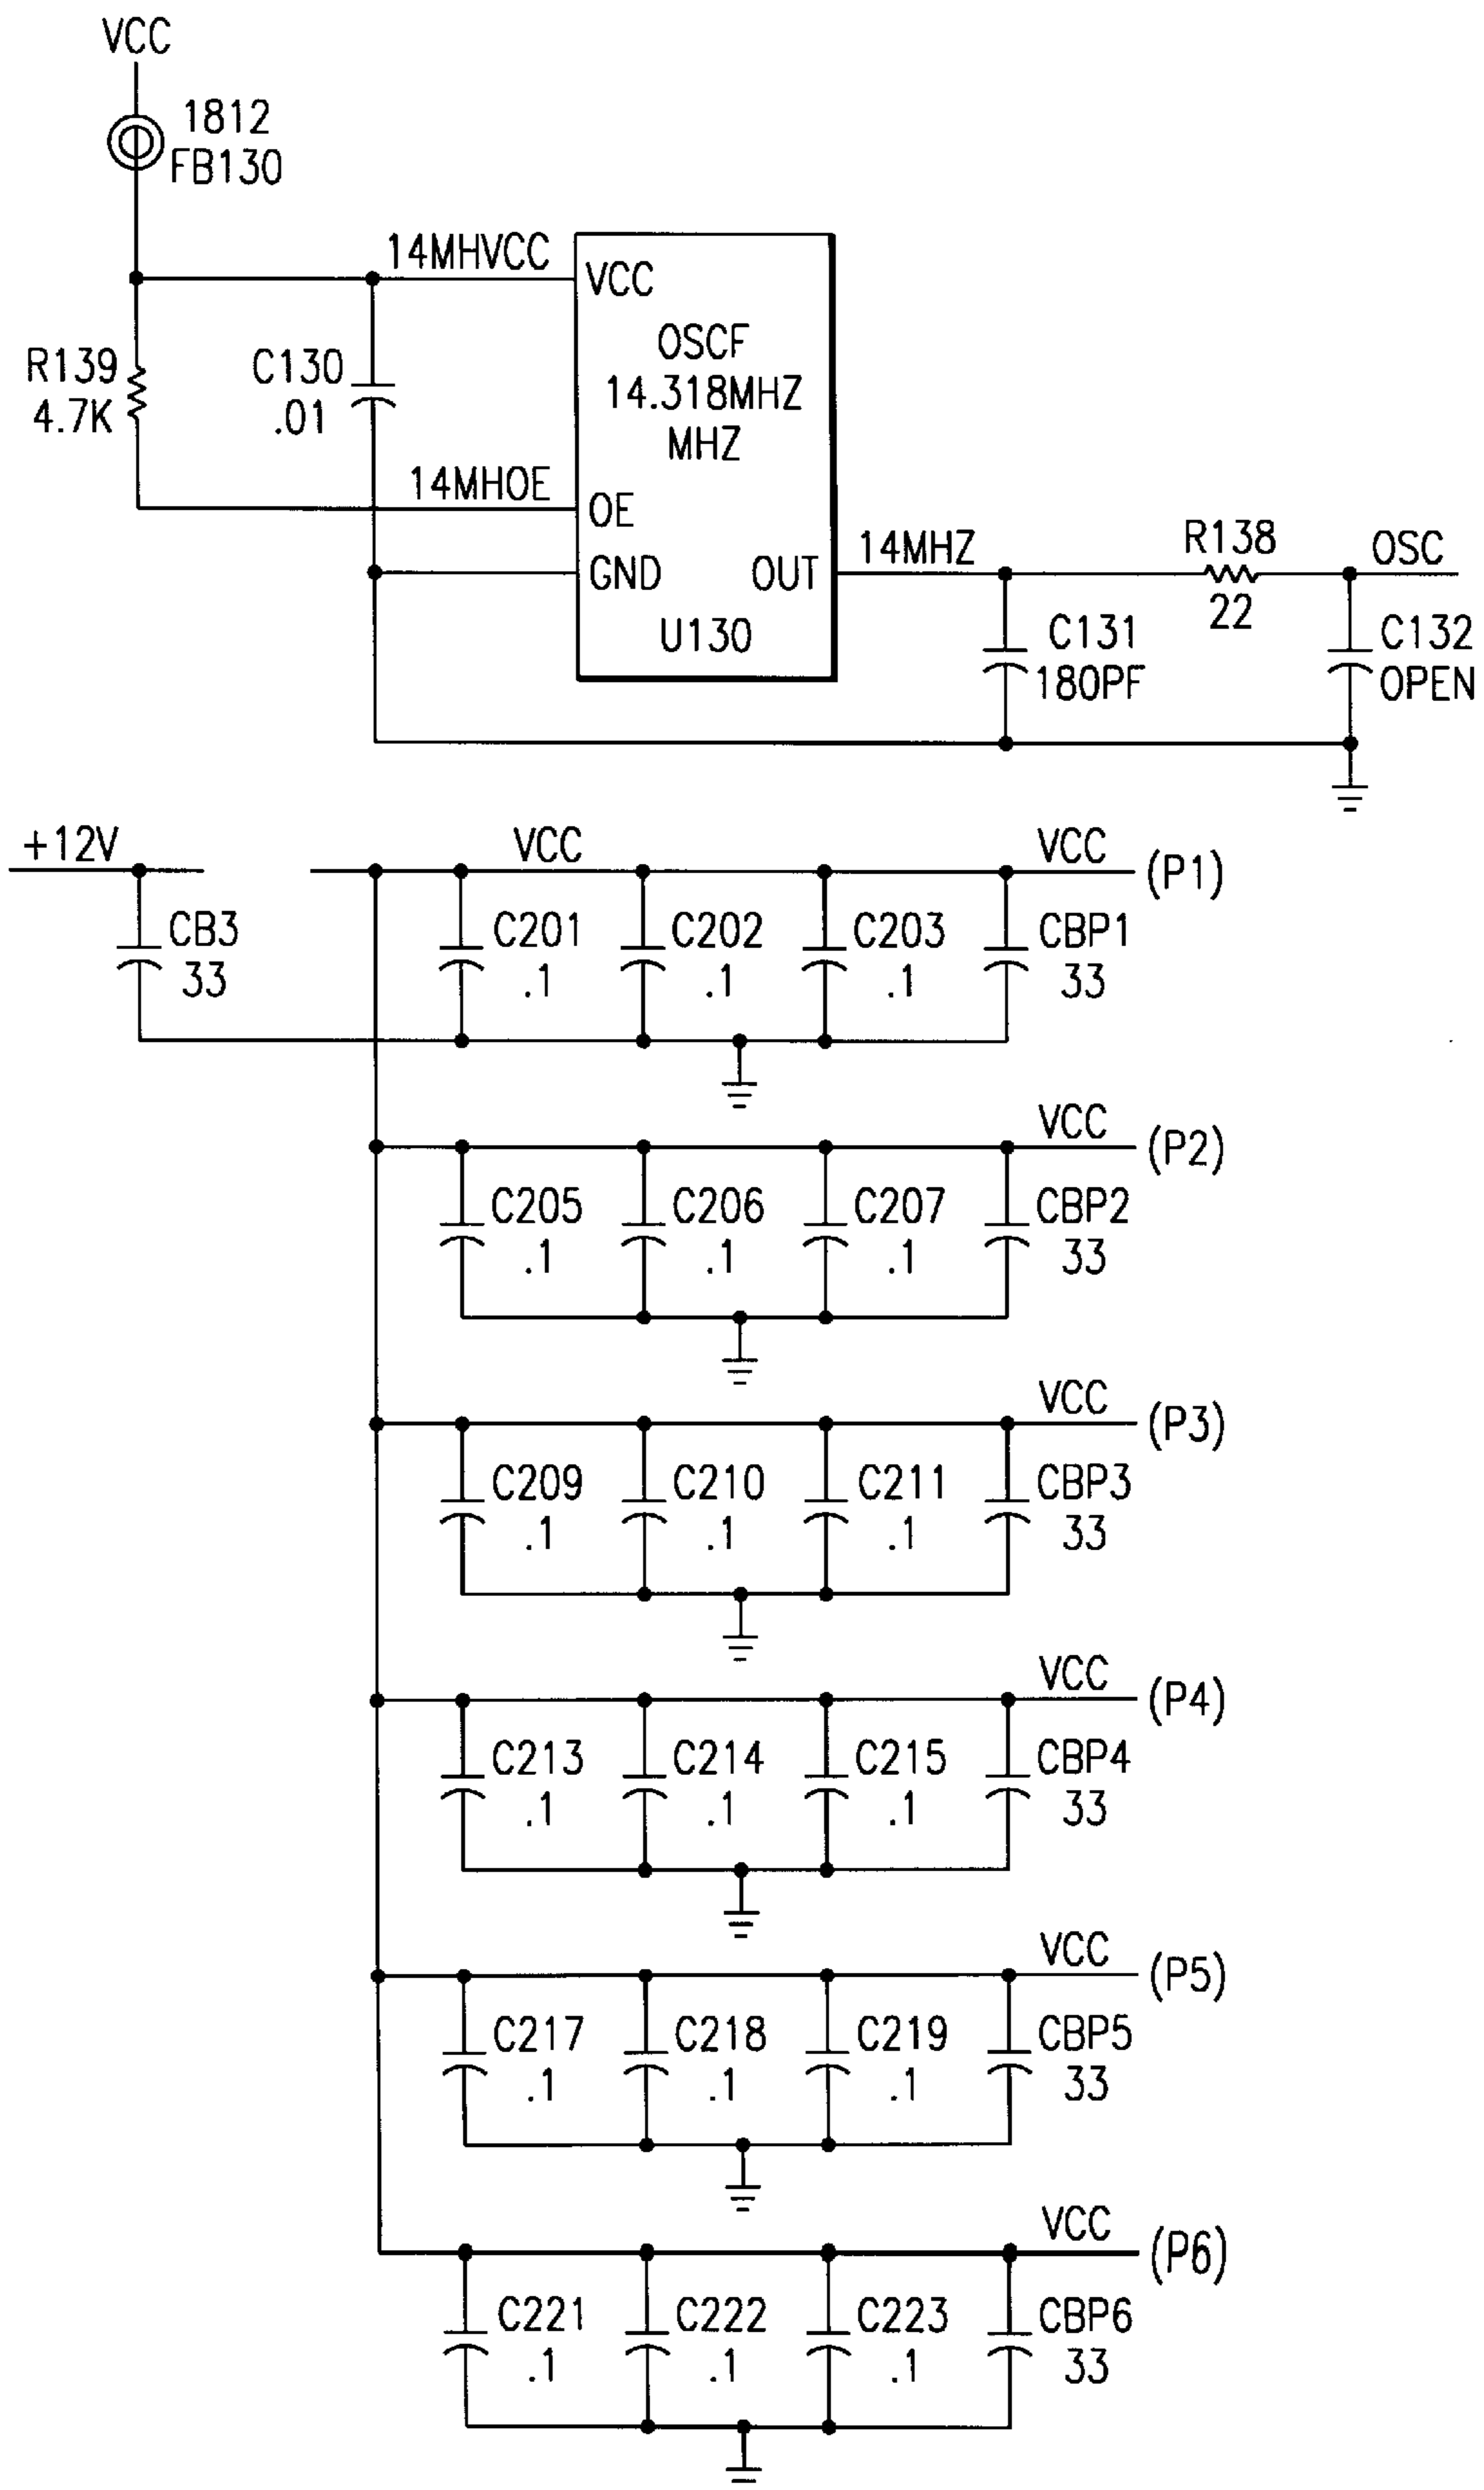 VCC
1812
FB130
14MHVCC
VCC
OSCF
14.318MHZ
MHZ
R139
4.7K
C130
.01
14MHOE
OE
GND
OUT
U130
14MHZ
R138
22
OSC
C131
180PF
C132
OPEN
+12V
VCC
VCC
(P1)
CB3
33
C201
.1
C202
.1
C203
.1
CBP1
33
VCC
(P2)
C205
.1
C206
.1
C207
.1
CBP2
33
VCC
(P3)
C209
.1
C210
.1
C211
.1
CBP3
33
VCC
(P4)
C213
.1
C214
.1
C215
.1
CBP4
33
VCC
(P5)
C217
.1
C218
.1
C219
.1
CBP5
33
VCC
(P6)
C221
.1
C222
.1
C223
.1
CBP6
33